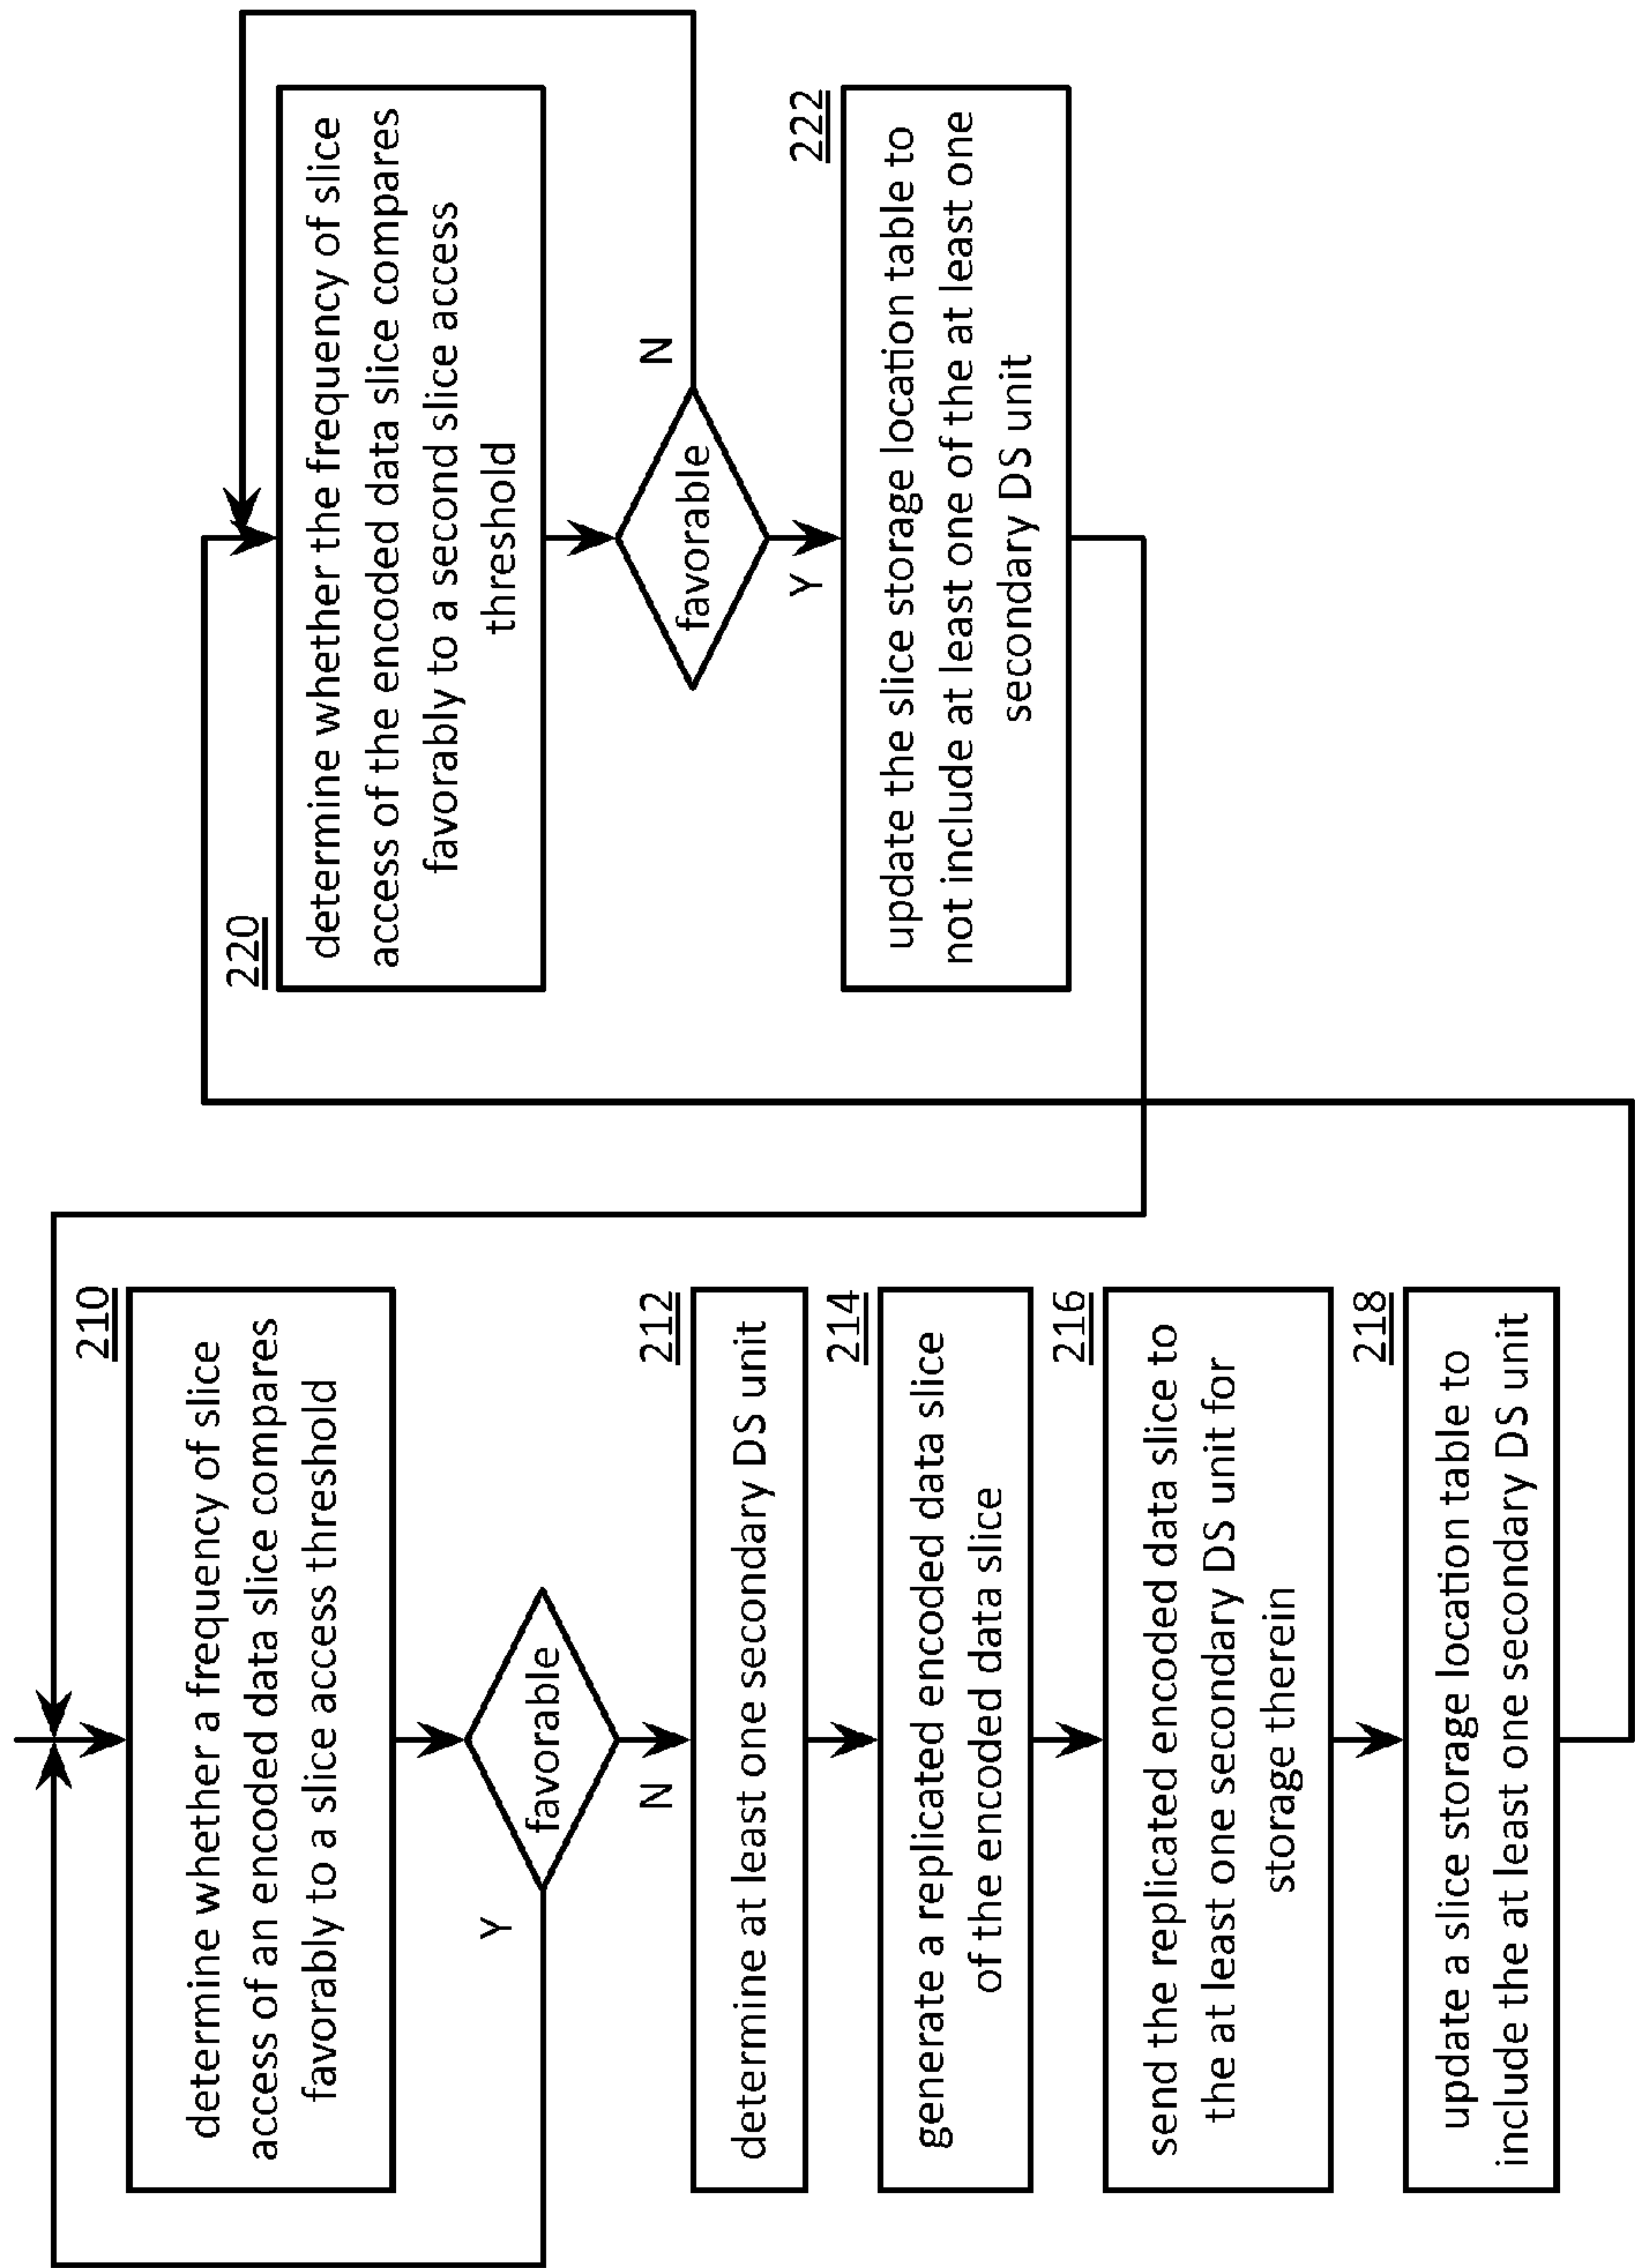 210
determine whether a frequency of slice
access of an encoded data slice compares
favorably to a slice access threshold
favorable
Y
N
212
determine at least one secondary DS unit
214
generate a replicated encoded data slice
of the encoded data slice
216
send the replicated encoded data slice to
the at least one secondary DS unit for
storage therein
218
update a slice storage location table to
include the at least one secondary DS unit
220
determine whether the frequency of slice
access of the encoded data slice compares
favorably to a second slice access
threshold
favorable
N
Y
222
update the slice storage location table to
not include at least one of the at least one
secondary DS unit